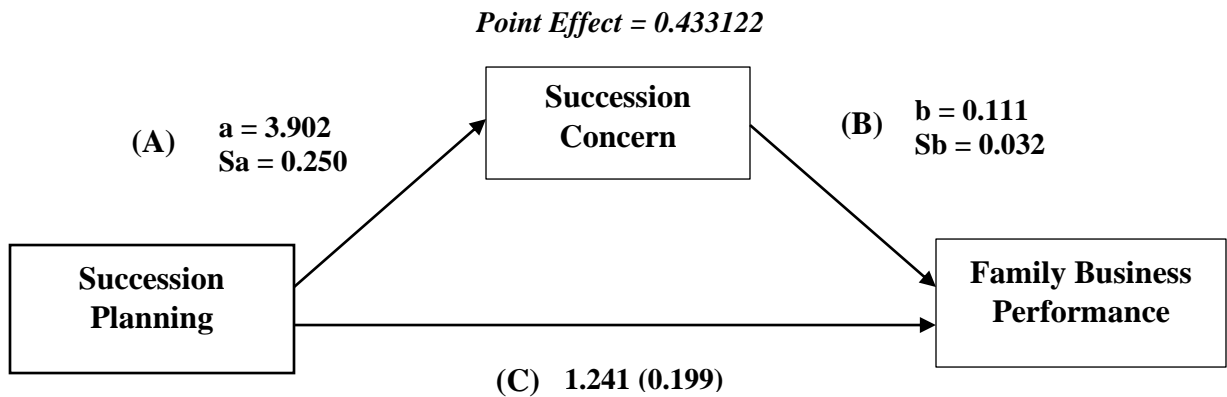 Point Effect = 0.433122
Succession
Concern
(A)
a = 3.902
Sa = 0.250
(B)
b = 0.111
Sb = 0.032
Succession
Planning
Family Business
Performance
(C) 1.241 (0.199)